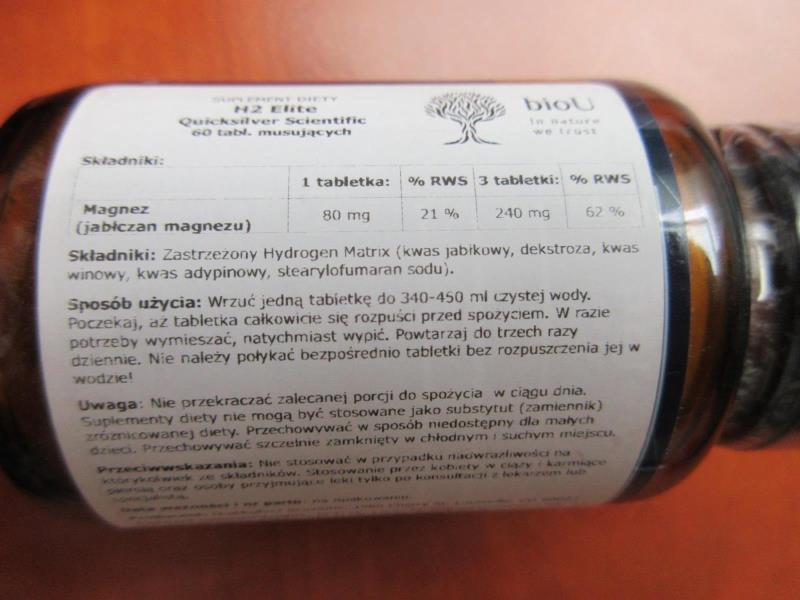 SUPLEMENT DIETY
H2 Elite
Quicksilver Scientific
60 tabl. musujących
bioU
in nature
we trust
Składniki:
1 tabletka: % RWS 3 tabletki: % RWS
Magnez
(jabłczan magnezu) 80 mg 21 % 240 mg 62 %
Składniki: Zastrzeżony Hydrogen Matrix (kwas jabłkowy, dekstroza, kwas
winowy, kwas adypinowy, stearylofumaran sodu).
Sposób użycia: Wrzuć jedną tabletkę do 340-450 ml czystej wody.
Poczekaj, aż tabletka całkowicie się rozpuści przed spożyciem. W razie
potrzeby wymieszać, natychmiast wypić. Powtarzaj do trzech razy
dziennie. Nie należy połykać bezpośrednio tabletki bez rozpuszczenia jej w
wodzie!
Uwaga: Nie przekraczać zalecanej porcji do spożycia w ciągu dnia.
Suplementy diety nie mogą być stosowane jako substytut (zamiennik)
zróżnicowanej diety. Przechowywać w sposób niedostępny dla małych
dzieci. Przechowywać szczelnie zamknięty w chłodnym i suchym miejscu.
Przeciwwskazania: Nie stosować w przypadku nadwrażliwości na
którykolwiek ze składników. Stosowanie przez kobiety w ciąży i karmiące
piersią oraz osoby przyjmujące leki tylko po konsultacji z lekarzem lub
specjalistą.
Data ważności i nr partii: na opakowaniu.